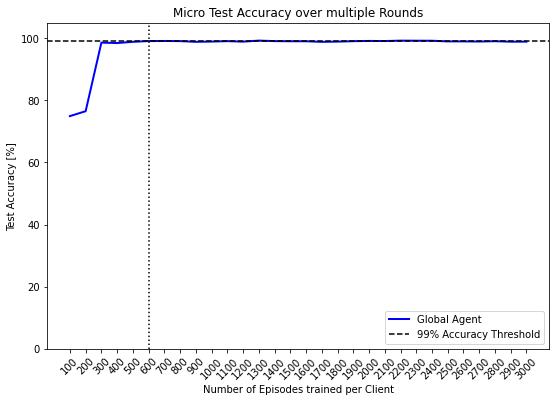 Micro Test Accuracy over multiple Rounds
Test Accuracy [%]
100
80
60
40
20
0
Global Agent
99% Accuracy Threshold
100 200 300 400 500 600 700 800 900 1000 1100 1200 1300 1400 1500 1600 1700 1800 1900 2000 2100 2200 2300 2400 2500 2600 2700 2800 2900 3000
Number of Episodes trained per Client